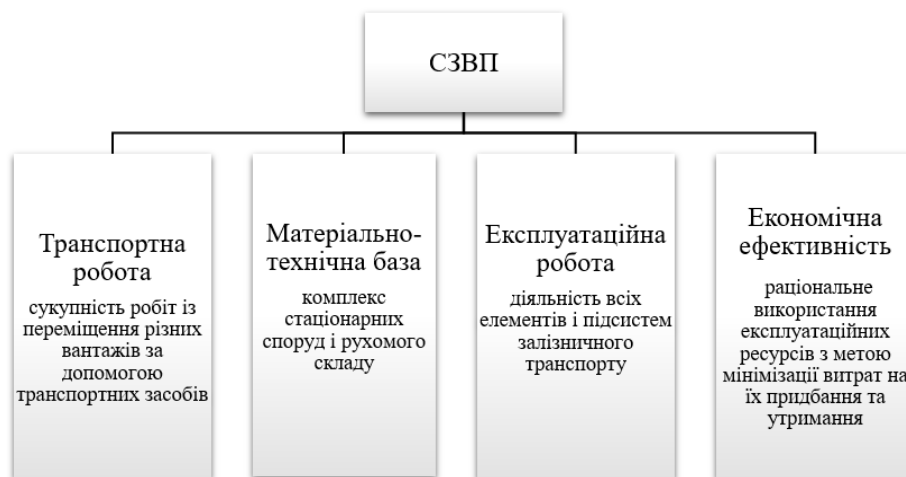 СЗВП
Транспортна
робота
сукупність робіт із
переміщення різних
вантажів за
допомогою
транспортних засобів
Матеріально-
технічна база
комплекс
стаціонарних
споруд і рухомого
складу
Експлуатаційна
робота
діяльність всіх
елементів і підсистем
залізничного
транспорту
Економічна
ефективність
раціональне
використання
експлуатаційних
ресурсів з метою
мінімізації витрат на
їх придбання та
утримання